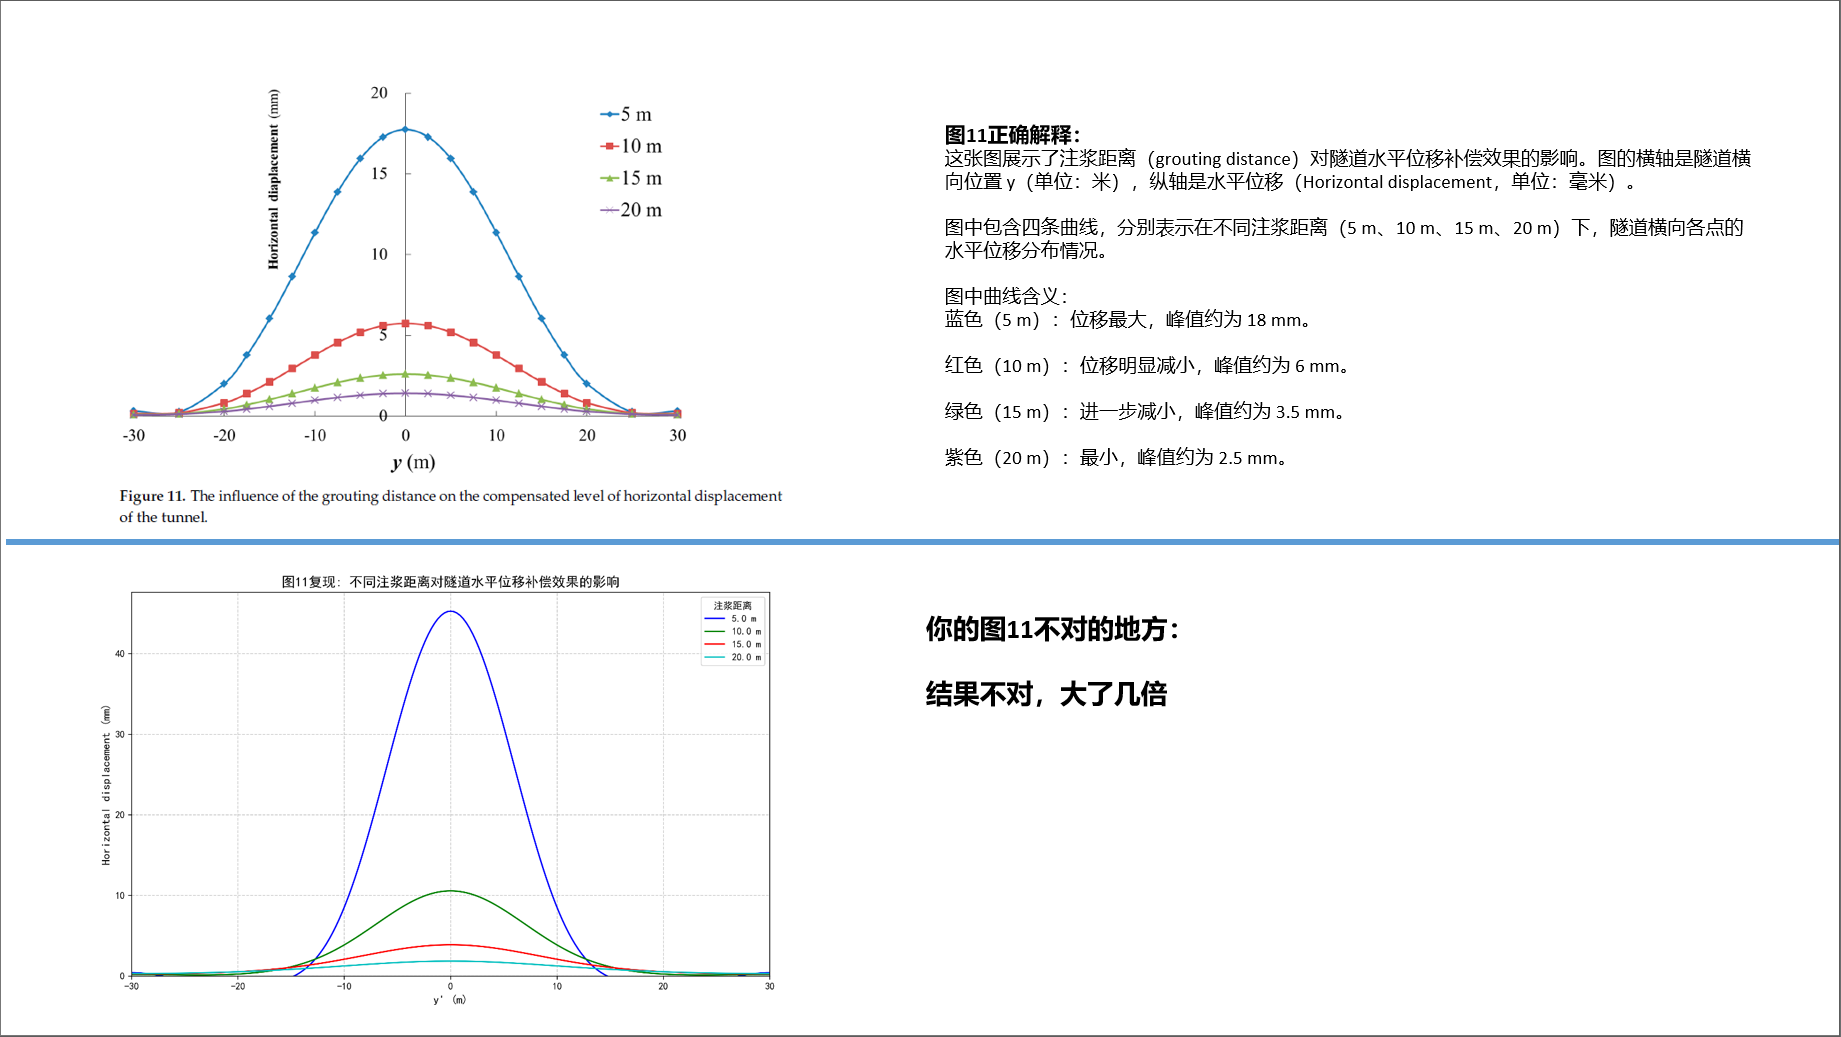 Horizontal diaplacement (mm)
20
15
10
5
0
-30
-20
-10
0
10
20
30
y (m)
5 m
10 m
15 m
20 m
Figure 11. The influence of the grouting distance on the compensated level of horizontal displacement
of the tunnel.
图11正确解释：
这张图展示了注浆距离（grouting distance）对隧道水平位移补偿效果的影响。图的横轴是隧道横
向位置 y（单位：米），纵轴是水平位移（Horizontal displacement，单位：毫米）。
图中包含四条曲线，分别表示在不同注浆距离（5 m、10 m、15 m、20 m）下，隧道横向各点的
水平位移分布情况。
图中曲线含义：
蓝色（5 m）：位移最大，峰值约为 18 mm。
红色（10 m）：位移明显减小，峰值约为 6 mm。
绿色（15 m）：进一步减小，峰值约为 3.5 mm。
紫色（20 m）：最小，峰值约为 2.5 mm。
图11复现：不同注浆距离对隧道水平位移补偿效果的影响
Horizontal displacement (mm)
40
30
20
10
0
-30
-20
-10
0
10
20
30
y' (m)
注浆距离
5.0 m
10.0 m
15.0 m
20.0 m
你的图11不对的地方：
结果不对，大了几倍